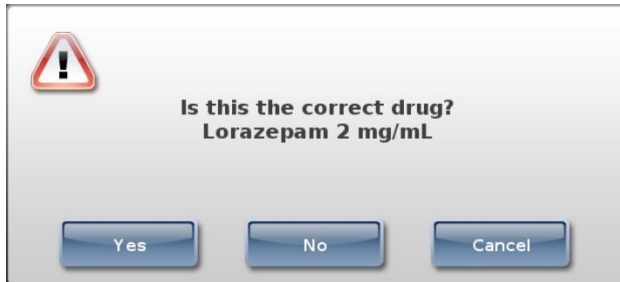 Is this the correct drug?
Lorazepam 2 mg/mL
Yes No Cancel